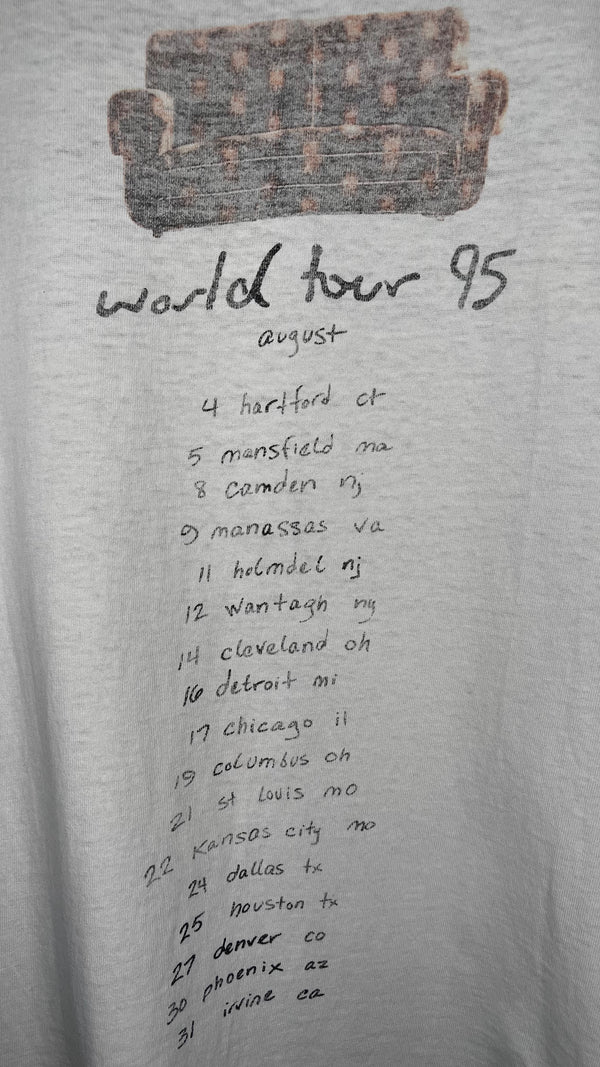 world tour 95
august
4 hartford ct
5 mansfield ma
8 camden nj
9 manassas va
11 holmdel nj
12 wantagh ny
14 cleveland oh
16 detroit mi
17 chicago il
19 columbus oh
21 st louis mo
22 kansas city mo
24 dallas tx
25 houston tx
27 denver co
30 phoenix az
31 irvine ca